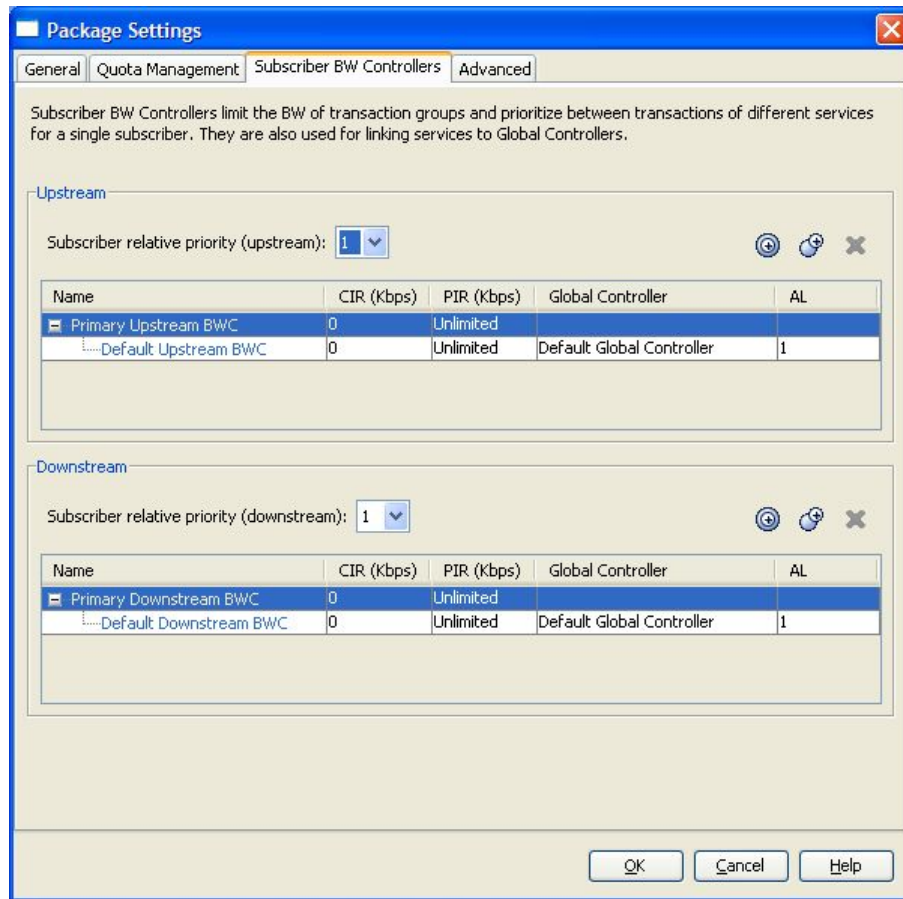 Package Settings
General Quota Management Subscriber BW Controllers Advanced
Subscriber BW Controllers limit the BW of transaction groups and prioritize between transactions of different services
for a single subscriber. They are also used for linking services to Global Controllers.
Upstream
Subscriber relative priority (upstream): 1
Name CIR (Kbps) PIR (Kbps) Global Controller AL
Primary Upstream BWC 0 Unlimited
Default Upstream BWC 0 Unlimited Default Global Controller 1
Downstream
Subscriber relative priority (downstream): 1
Name CIR (Kbps) PIR (Kbps) Global Controller AL
Primary Downstream BWC 0 Unlimited
Default Downstream BWC 0 Unlimited Default Global Controller 1
OK Cancel Help